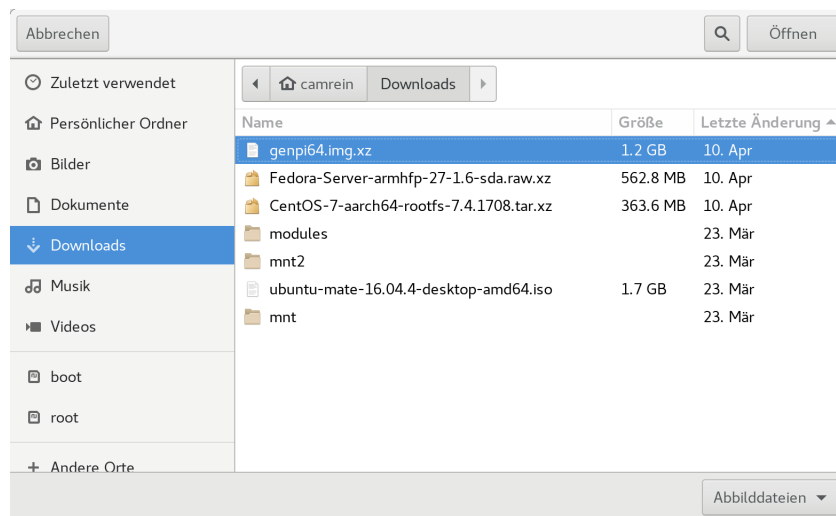 Abbrechen Öffnen
Zuletzt verwendet
Persönlicher Ordner
Bilder
Dokumente
Downloads
Musik
Videos
boot
root
Andere Orte
camrein Downloads
Name Größe Letzte Änderung
genpi64.img.xz 1.2 GB 10. Apr
Fedora-Server-armhfp-27-1.6-sda.raw.xz 562.8 MB 10. Apr
CentOS-7-aarch64-rootfs-7.4.1708.tar.xz 363.6 MB 10. Apr
modules 23. Mär
mnt2 23. Mär
ubuntu-mate-16.04.4-desktop-amd64.iso 1.7 GB 23. Mär
mnt 23. Mär
Abbilddateien